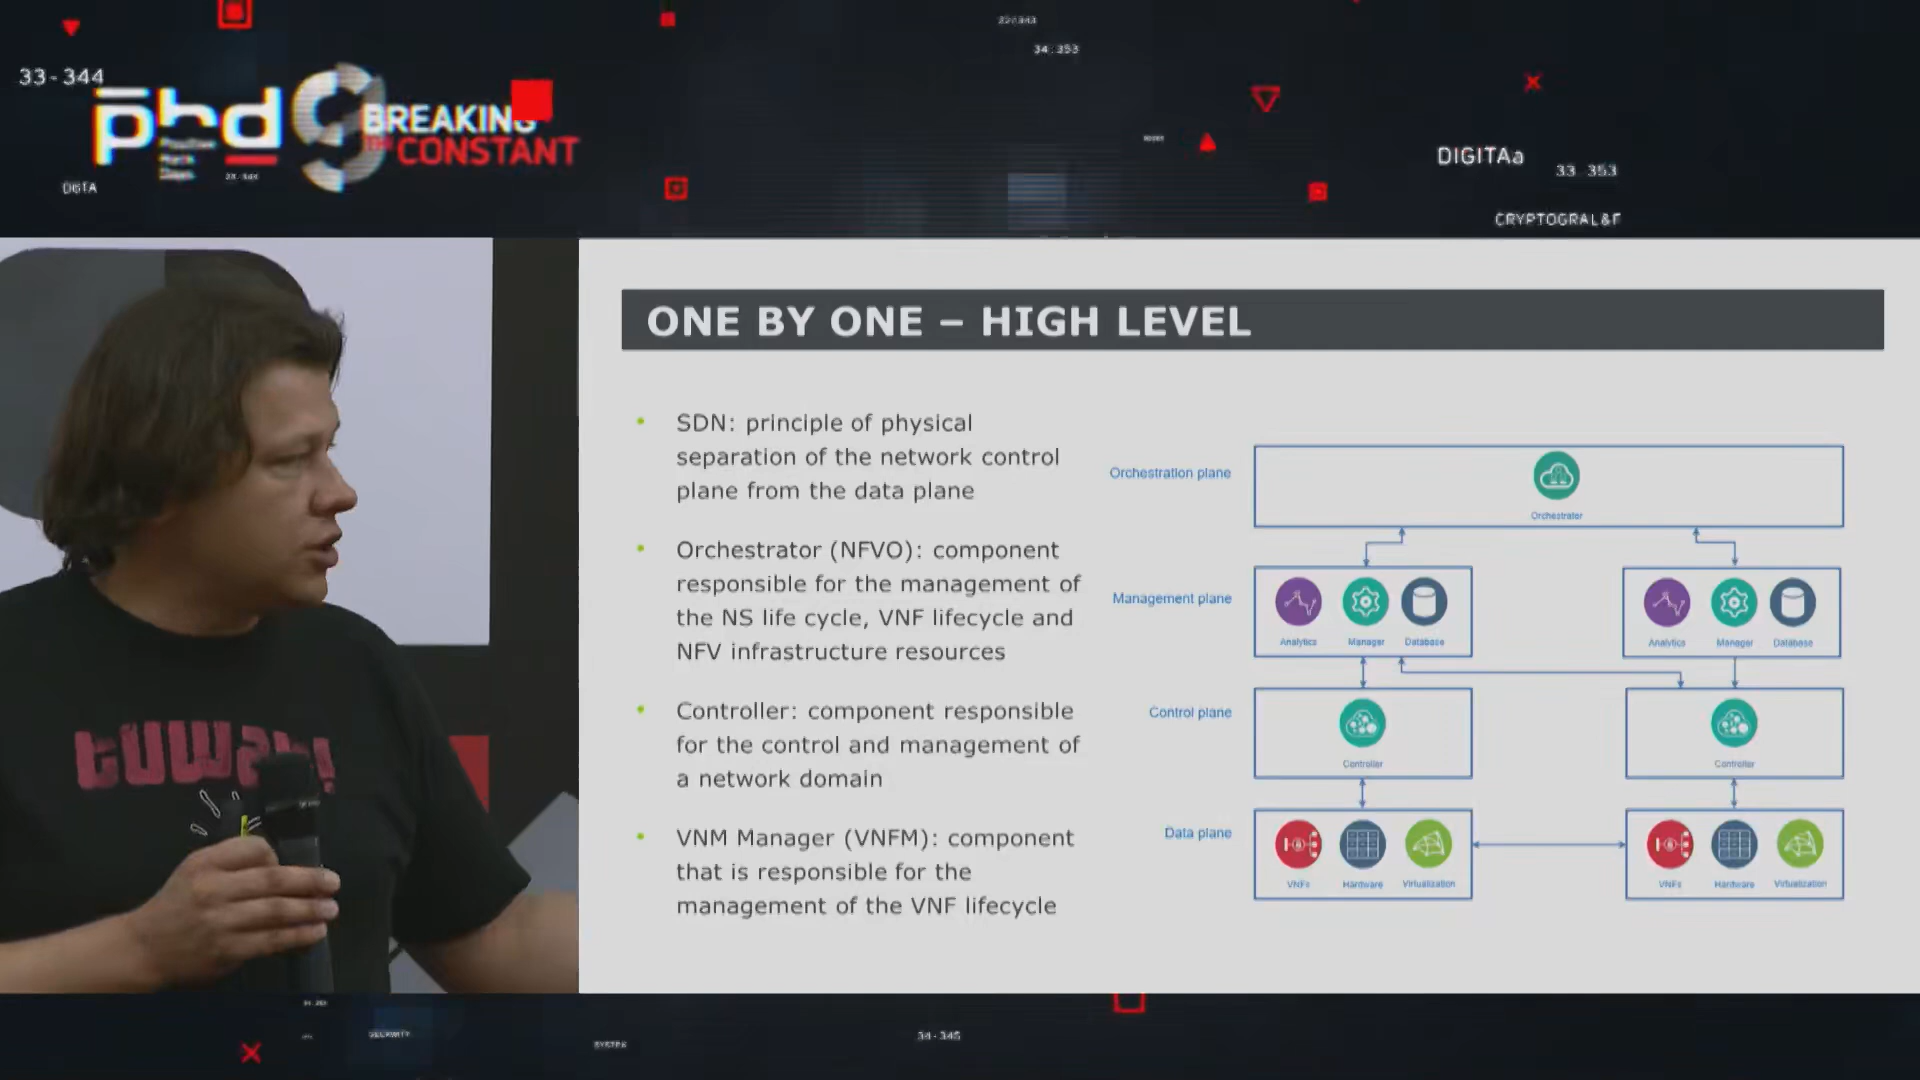 33-344
34.353
phd
BREAKING
CONSTANT
DIGITAa
33 353
CRYPTOGRAL&F
ONE BY ONE – HIGH LEVEL
• SDN: principle of physical
separation of the network control
plane from the data plane
• Orchestrator (NFVO): component
responsible for the management of
the NS life cycle, VNF lifecycle and
NFV infrastructure resources
• Controller: component responsible
for the control and management of
a network domain
• VNM Manager (VNFM): component
that is responsible for the
management of the VNF lifecycle
Orchestration plane
Orchestrator
Management plane
Analytics Manager Database
Analytics Manager Database
Control plane
Controller
Controller
Data plane
VNFs Hardware Virtualization
VNFs Hardware Virtualization
34-345